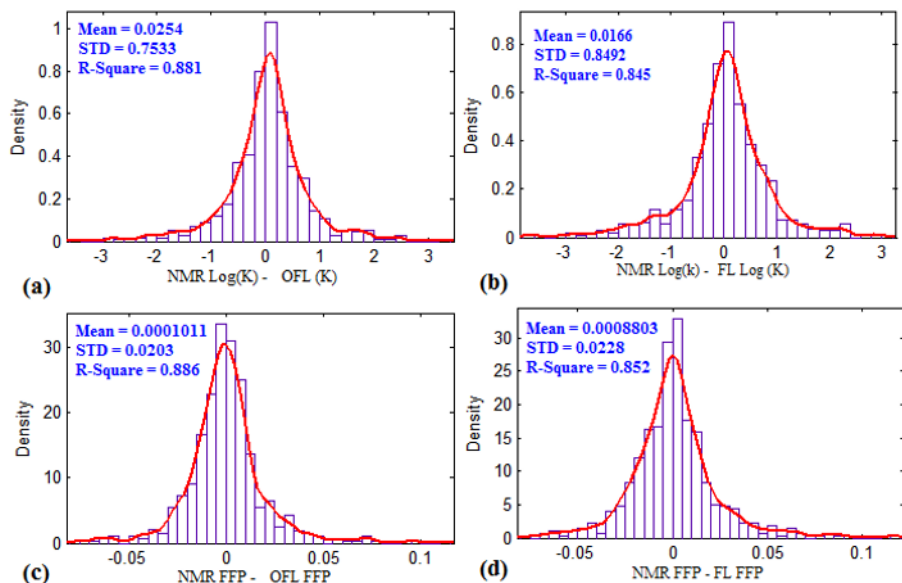 Mean = 0.0254
STD = 0.7533
R-Square = 0.881
1
0.8
0.6
0.4
0.2
0
Density
-3 -2 -1 0 1 2 3
NMR Log(K) - OFL (K)
(a)
Mean = 0.0166
STD = 0.8492
R-Square = 0.845
0.8
0.6
0.4
0.2
0
Density
-3 -2 -1 0 1 2 3
NMR Log(k) - FL Log (K)
(b)
Mean = 0.0001011
STD = 0.0203
R-Square = 0.886
30
20
10
0
Density
-0.05 0 0.05 0.1
NMR FFP - OFL FFP
(c)
Mean = 0.0008803
STD = 0.0228
R-Square = 0.852
30
25
20
15
10
5
0
Density
-0.05 0 0.05 0.1
NMR FFP - FL FFP
(d)